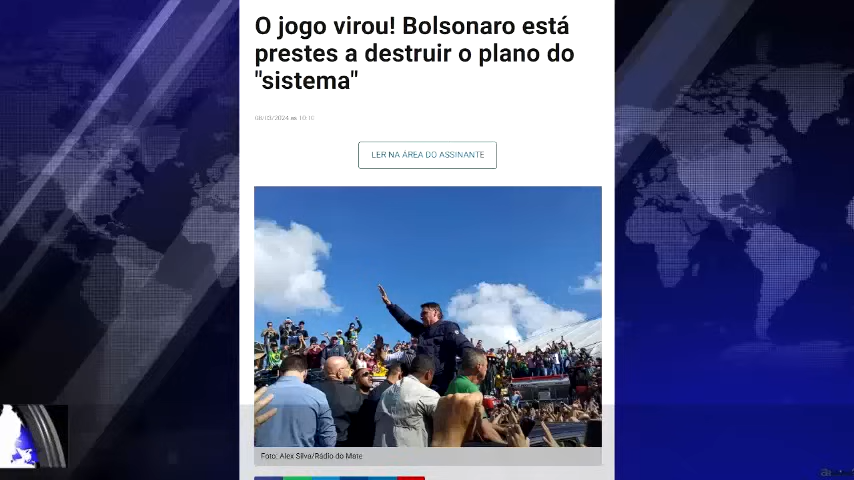 O jogo virou! Bolsonaro está
prestes a destruir o plano do
"sistema"
LER NA ÁREA DO ASSINANTE
Foto: Alex Silva/Rádio do Mate